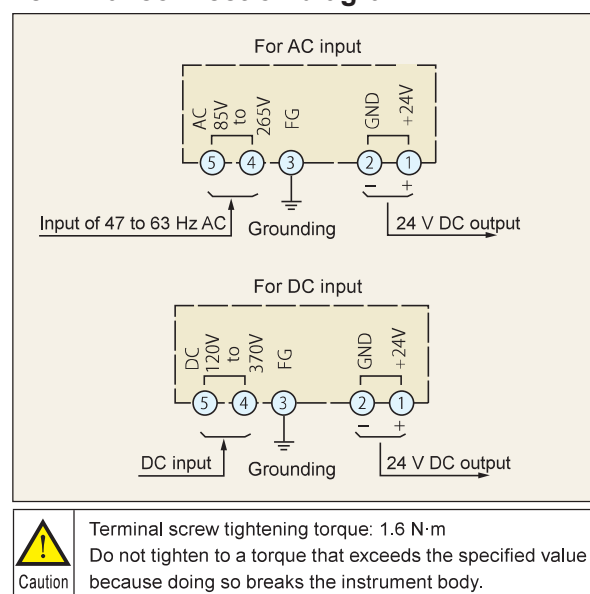 For AC input
AC
85V
to
265V
FG
GND
+24V
5
4
3
2
1
− +
Input of 47 to 63 Hz AC
Grounding
24 V DC output
For DC input
DC
120V
to
370V
FG
GND
+24V
5
4
3
2
1
− +
DC input
Grounding
24 V DC output
!
Caution
Terminal screw tightening torque: 1.6 N·m
Do not tighten to a torque that exceeds the specified value
because doing so breaks the instrument body.